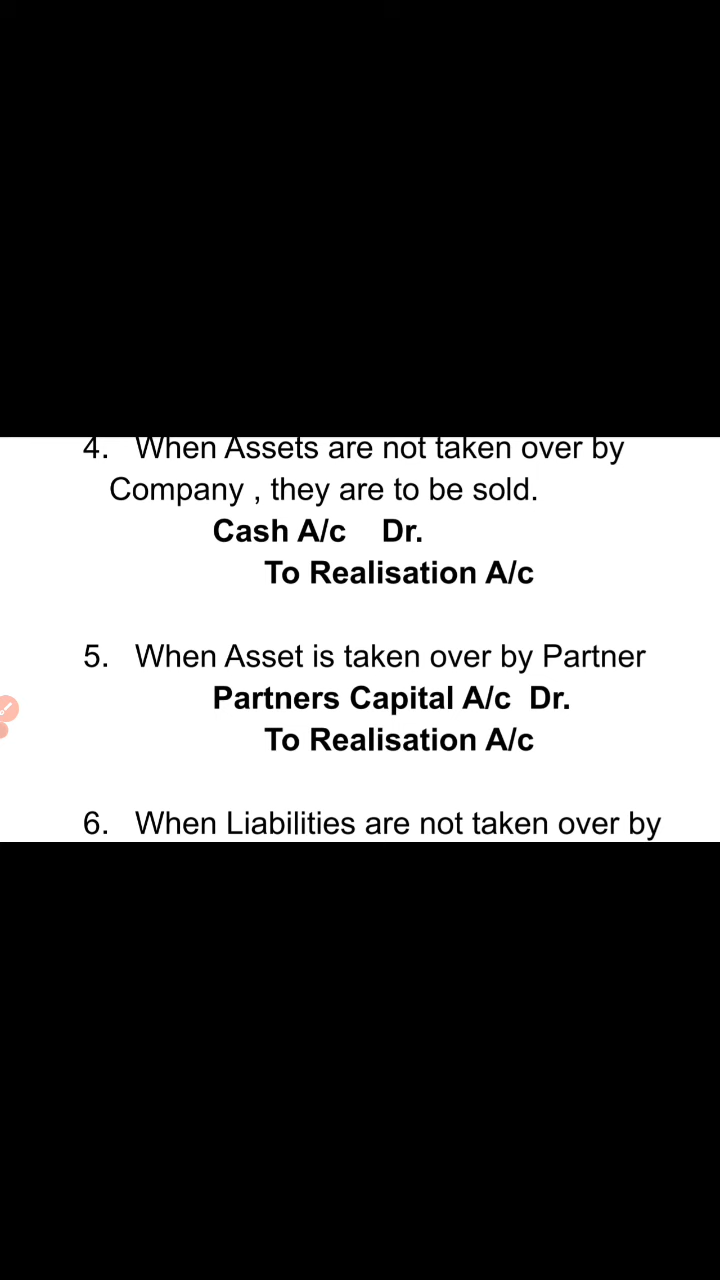 4. When Assets are not taken over by
Company , they are to be sold.
Cash A/c Dr.
To Realisation A/c
5. When Asset is taken over by Partner
Partners Capital A/c Dr.
To Realisation A/c
6. When Liabilities are not taken over by